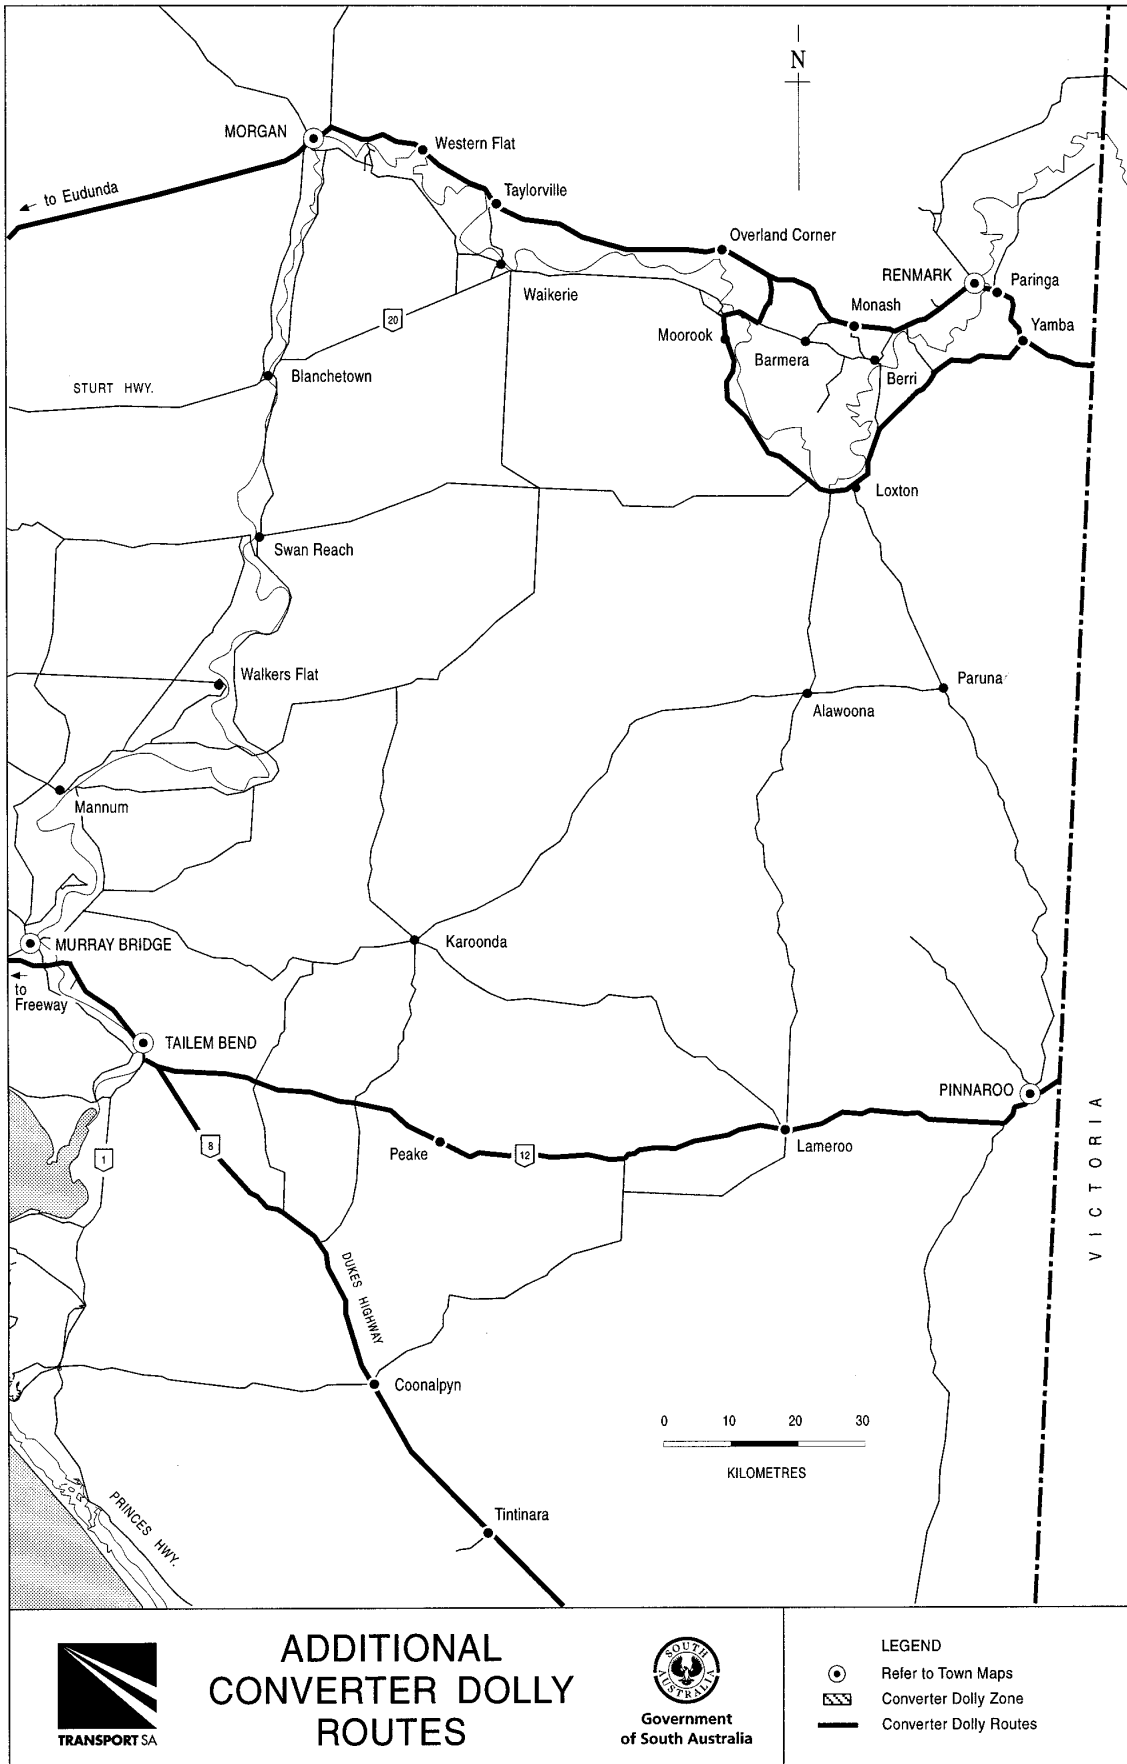 N
MORGAN
Western Flat
to Eudunda
Taylorville
Overland Corner
RENMARK
Paringa
Waikerie
Monash
20
Moorook
Yamba
Barmera
Berri
Blanchetown
STURT HWY.
Loxton
Swan Reach
Walkers Flat
Paruna
Alawoona
Mannum
Karoonda
MURRAY BRIDGE
to
Freeway
TAILEM BEND
PINNAROO
8
Peake
12
Lameroo
1
VICTORIA
DUKES HIGHWAY
Coonalpyn
0 10 20 30
KILOMETRES
PRINCES HWY.
Tintinara
TRANSPORT SA
ADDITIONAL
CONVERTER DOLLY
ROUTES
SOUTH
AUSTRALIA
Government
of South Australia
LEGEND
Refer to Town Maps
Converter Dolly Zone
Converter Dolly Routes